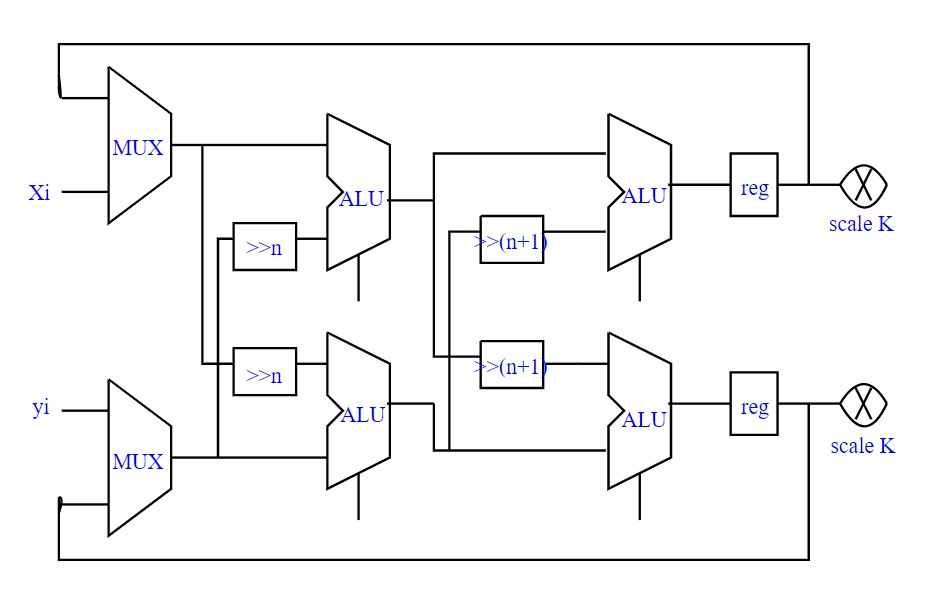 MUX
Xi
ALU
ALU
reg
scale K
>>n
>>(n+1)
>>n
>>(n+1)
yi
ALU
ALU
reg
MUX
scale K